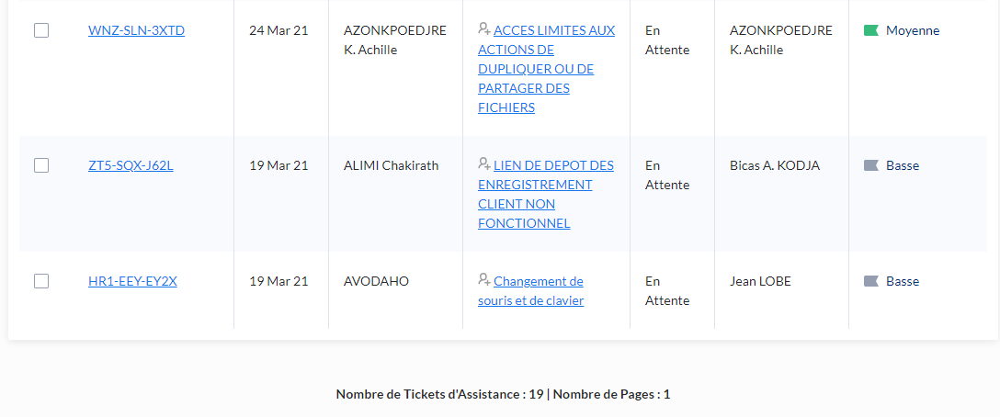 WNZ-SLN-3XTD 24 Mar 21 AZONKPOEDJRE ACCES LIMITES AUX En AZONKPOEDJRE Moyenne
K. Achille ACTIONS DE Attente K. Achille
DUPLIQUER OU DE
PARTAGER DES
FICHIERS
ZT5-SQX-J62L 19 Mar 21 ALIMI Chakirath LIEN DE DEPOT DES En Bicas A. KODJA Basse
ENREGISTREMENT Attente
CLIENT NON
FONCTIONNEL
HR1-EEY-EY2X 19 Mar 21 AVODAHO Changement de En Jean LOBE Basse
souris et de clavier Attente
Nombre de Tickets d'Assistance : 19 | Nombre de Pages : 1